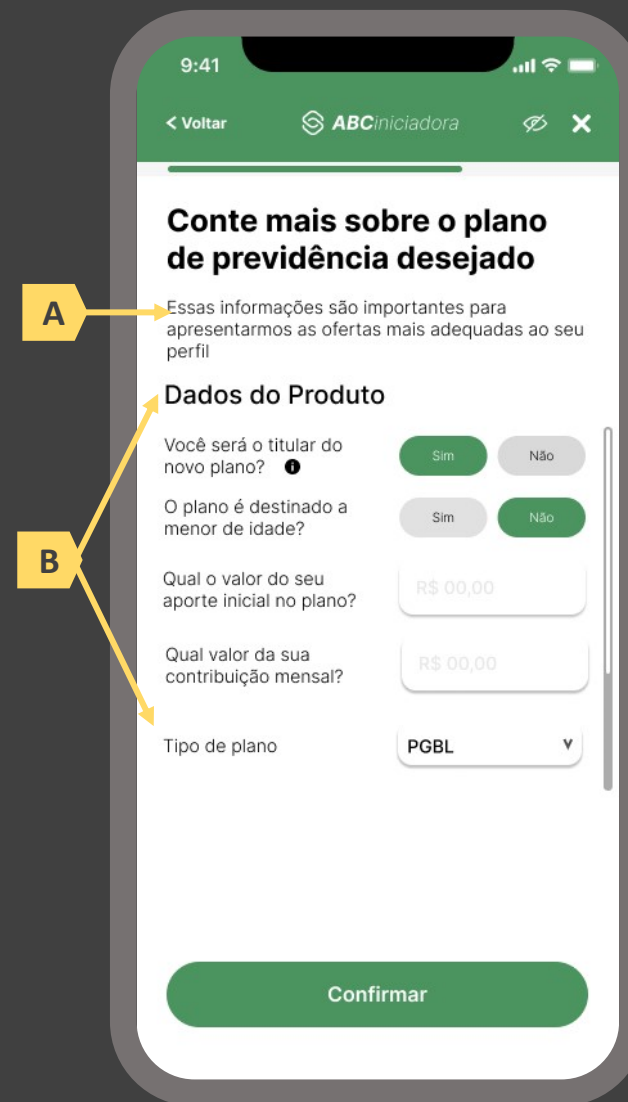 9:41
< Voltar
ABCiniciadora
Conte mais sobre o plano
de previdência desejado
A
Essas informações são importantes para
apresentarmos as ofertas mais adequadas ao seu
perfil
Dados do Produto
Você será o titular do
novo plano?
Sim
Não
O plano é destinado a
menor de idade?
Sim
Não
B
Qual o valor do seu
aporte inicial no plano?
R$ 00,00
Qual valor da sua
contribuição mensal?
R$ 00,00
Tipo de plano
PGBL
Confirmar